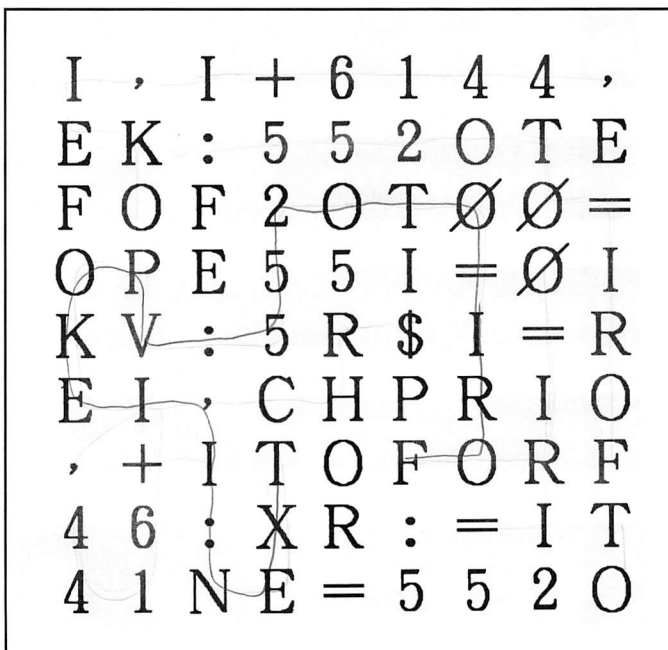 I , I + 6 1 4 4 ,
E K : 5 5 2 O T E
F O F 2 O T Ø Ø =
O P E 5 5 I = Ø I
K V : 5 R $ I = R
E I , C H P R I O
, + I T O F O R F
4 6 : X R : = I T
4 1 N E = 5 5 2 O